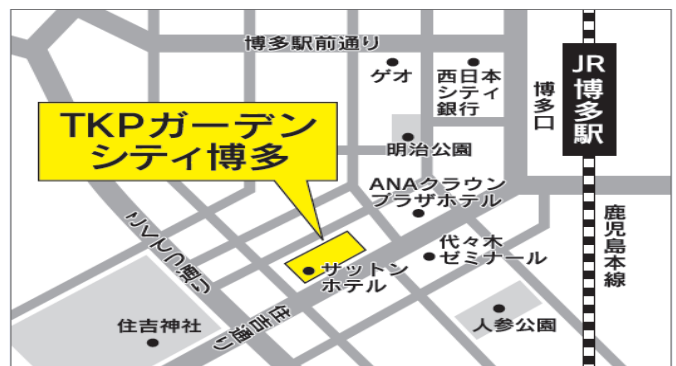 博多駅前通り
ゲオ
西日本
シティ
銀行
博多口
JR
博多駅
TKPガーデン
シティ博多
明治公園
ANAクラウン
プラザホテル
鹿児島本線
こくてつ通り
代々木
ゼミナール
サットン
ホテル
住吉通り
住吉神社
人参公園